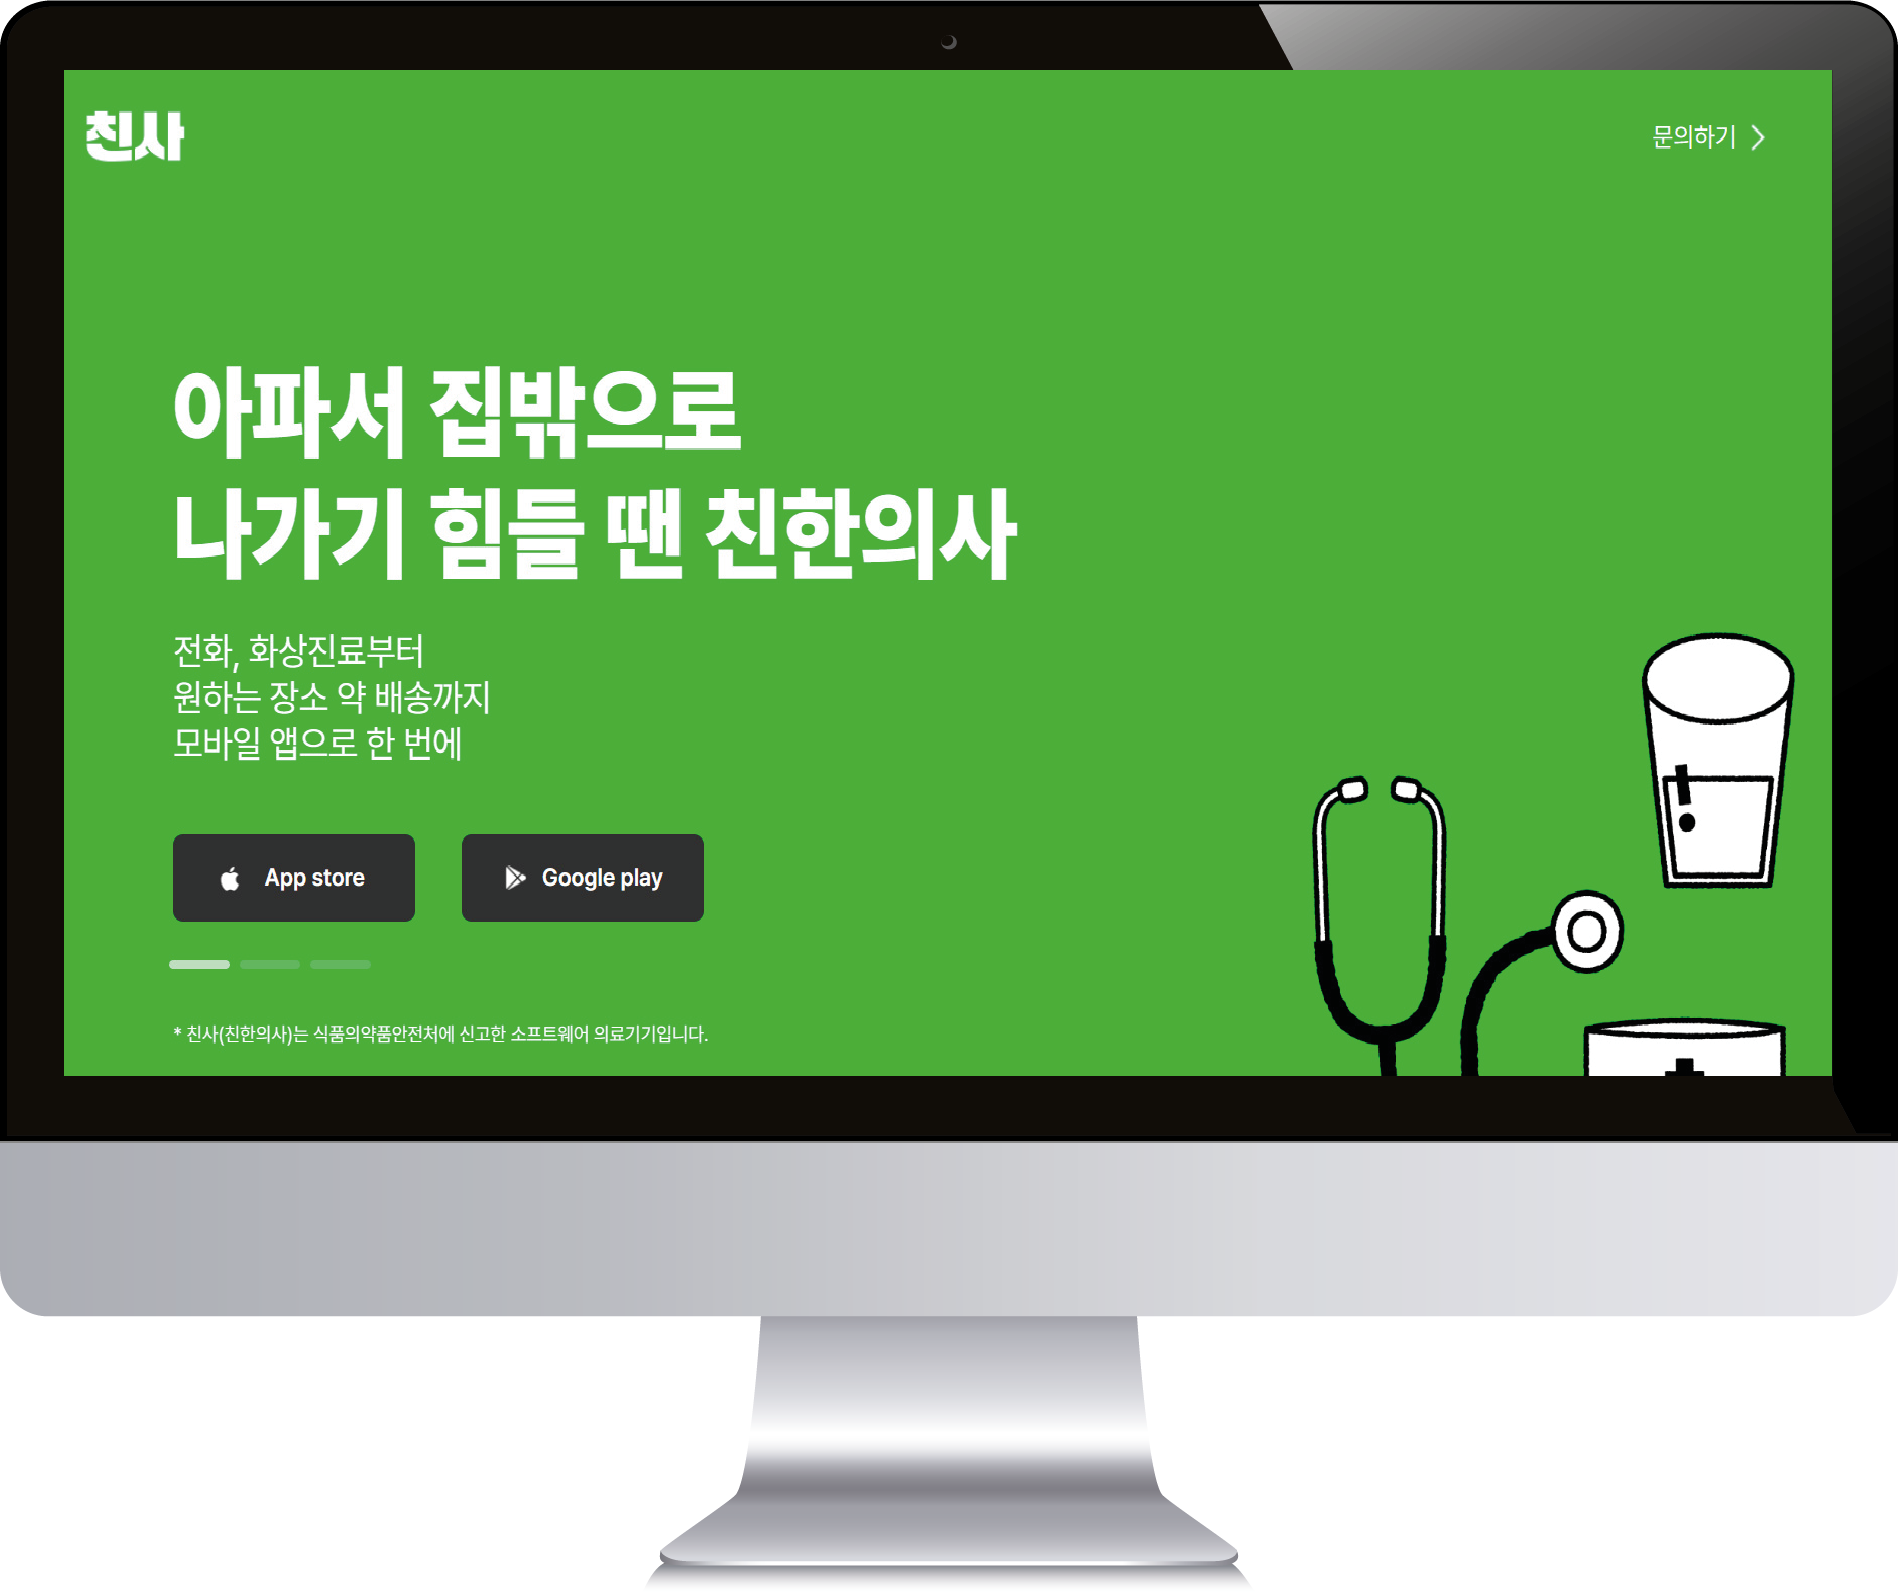 친사
문의하기
아파서 집밖으로
나가기 힘들 땐 친한의사
전화, 화상진료부터
원하는 장소 약 배송까지
모바일 앱으로 한 번에
App store
Google play
* 친사(친한의사)는 식품의약품안전처에 신고한 소프트웨어 의료기기입니다.